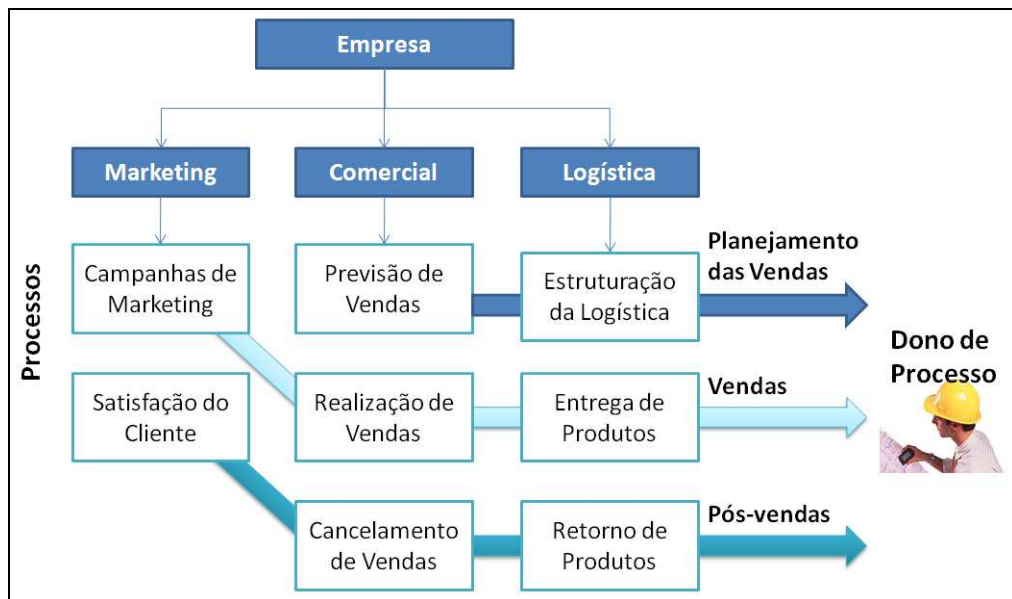 Empresa
Marketing
Comercial
Logística
Processos
Campanhas de
Marketing
Previsão de
Vendas
Estruturação
da Logística
Planejamento
das Vendas
Dono de
Processo
Satisfação do
Cliente
Realização de
Vendas
Entrega de
Produtos
Vendas
Cancelamento
de Vendas
Retorno de
Produtos
Pós-vendas